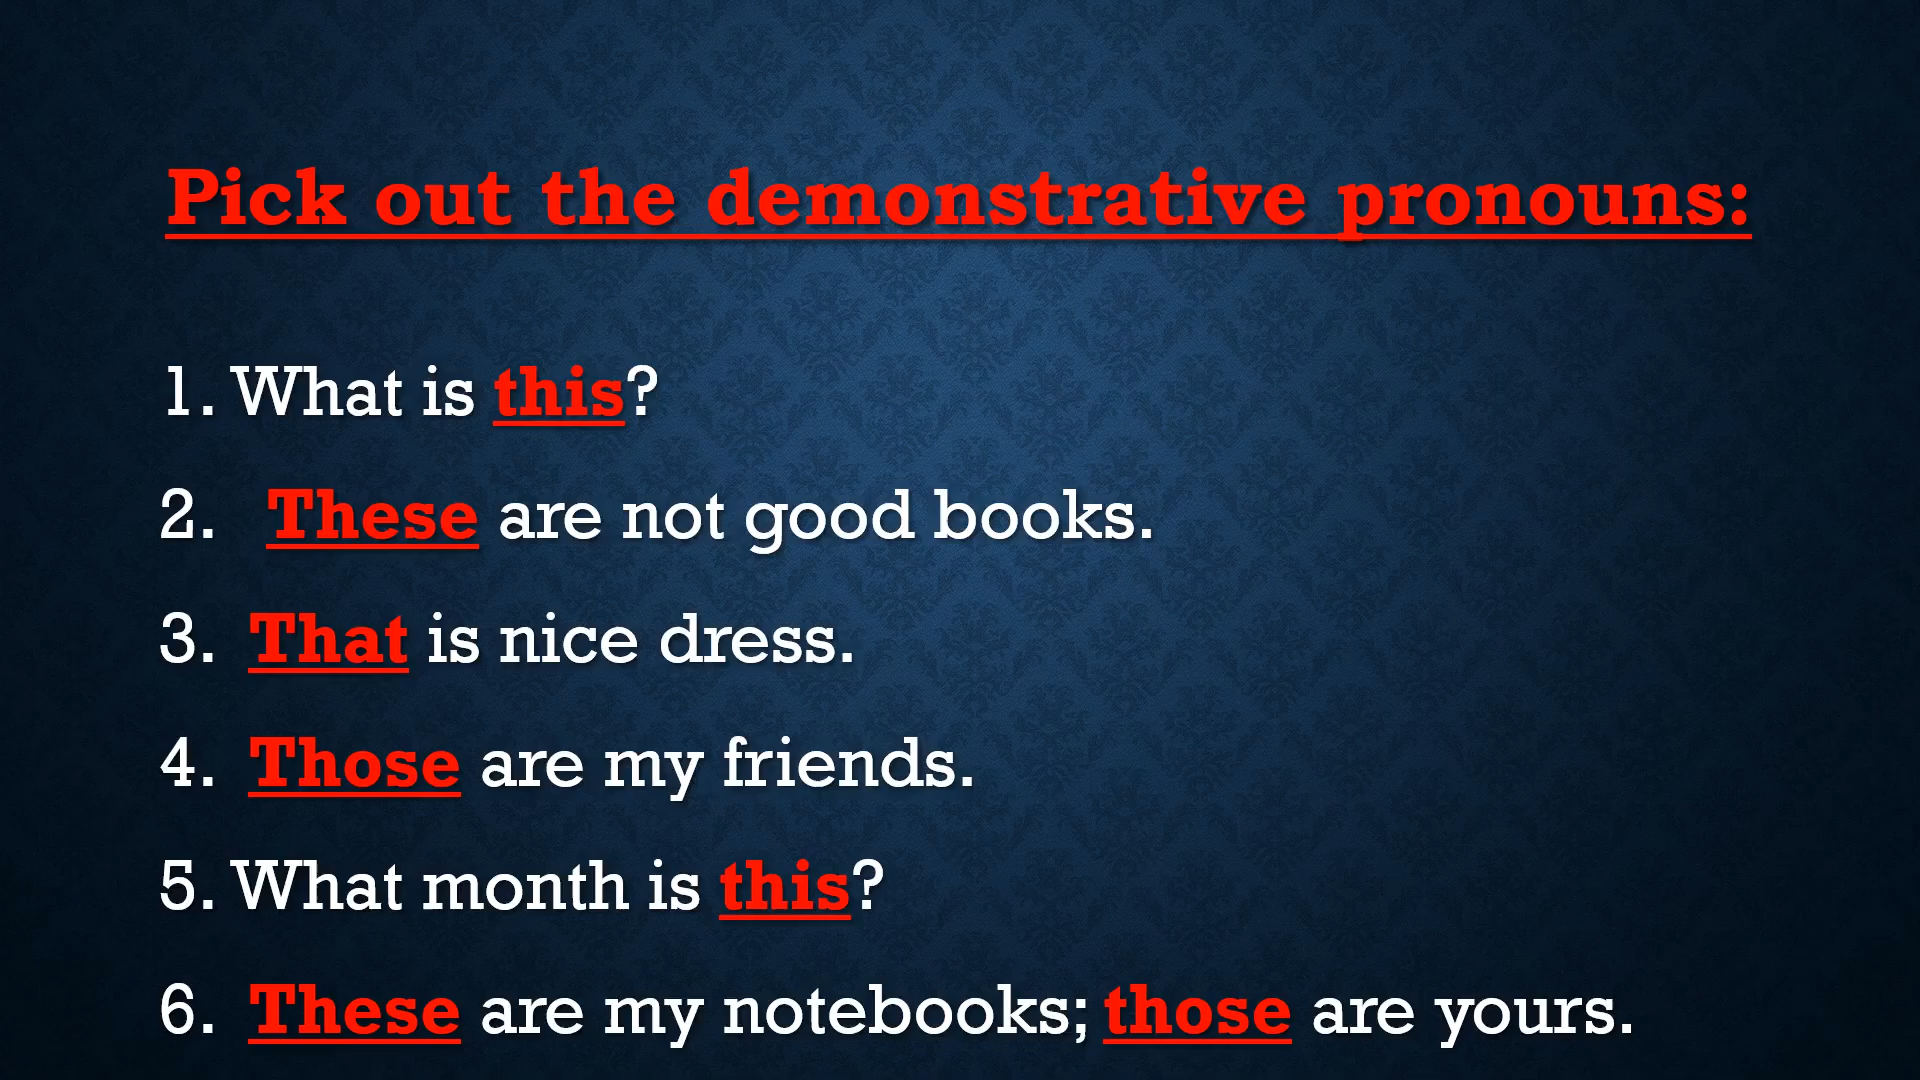 Pick out the demonstrative pronouns:
1. What is this?
2. These are not good books.
3. That is nice dress.
4. Those are my friends.
5. What month is this?
6. These are my notebooks; those are yours.